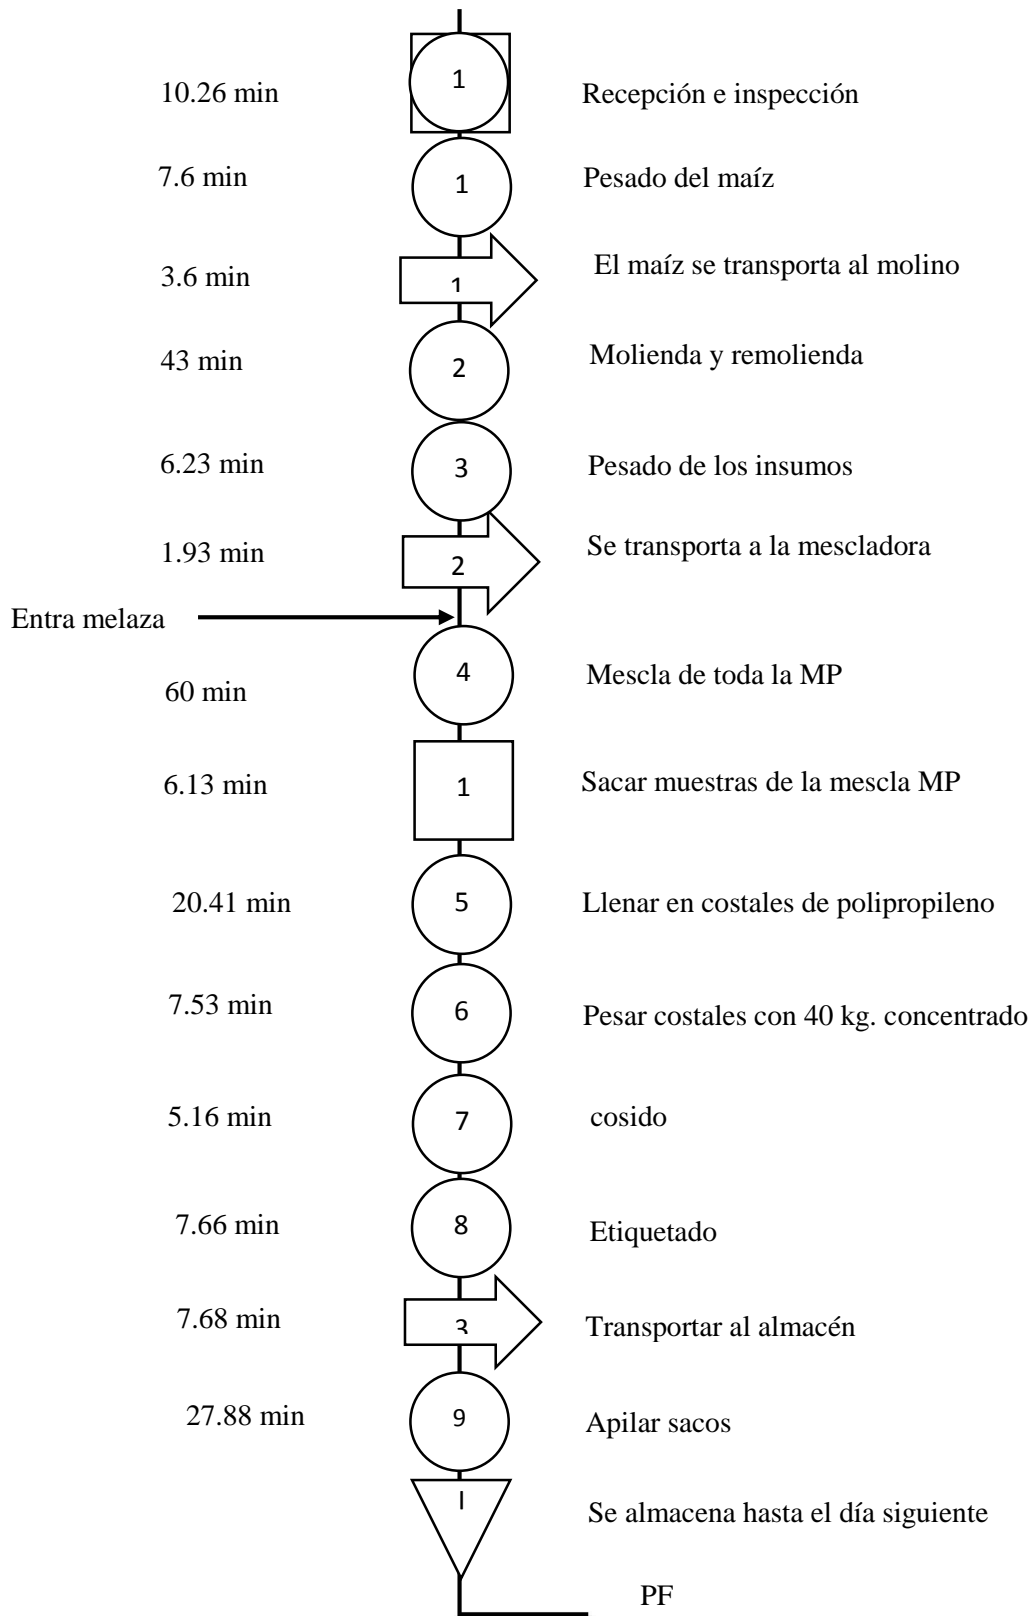 10.26 min 1 Recepción e inspección
7.6 min 1 Pesado del maíz
3.6 min 1 El maíz se transporta al molino
43 min 2 Molienda y remolienda
6.23 min 3 Pesado de los insumos
1.93 min 2 Se transporta a la mescladora
Entra melaza
60 min 4 Mescla de toda la MP
6.13 min 1 Sacar muestras de la mescla MP
20.41 min 5 Llenar en costales de polipropileno
7.53 min 6 Pesar costales con 40 kg. concentrado
5.16 min 7 cosido
7.66 min 8 Etiquetado
7.68 min 3 Transportar al almacén
27.88 min 9 Apilar sacos
I Se almacena hasta el día siguiente
PF